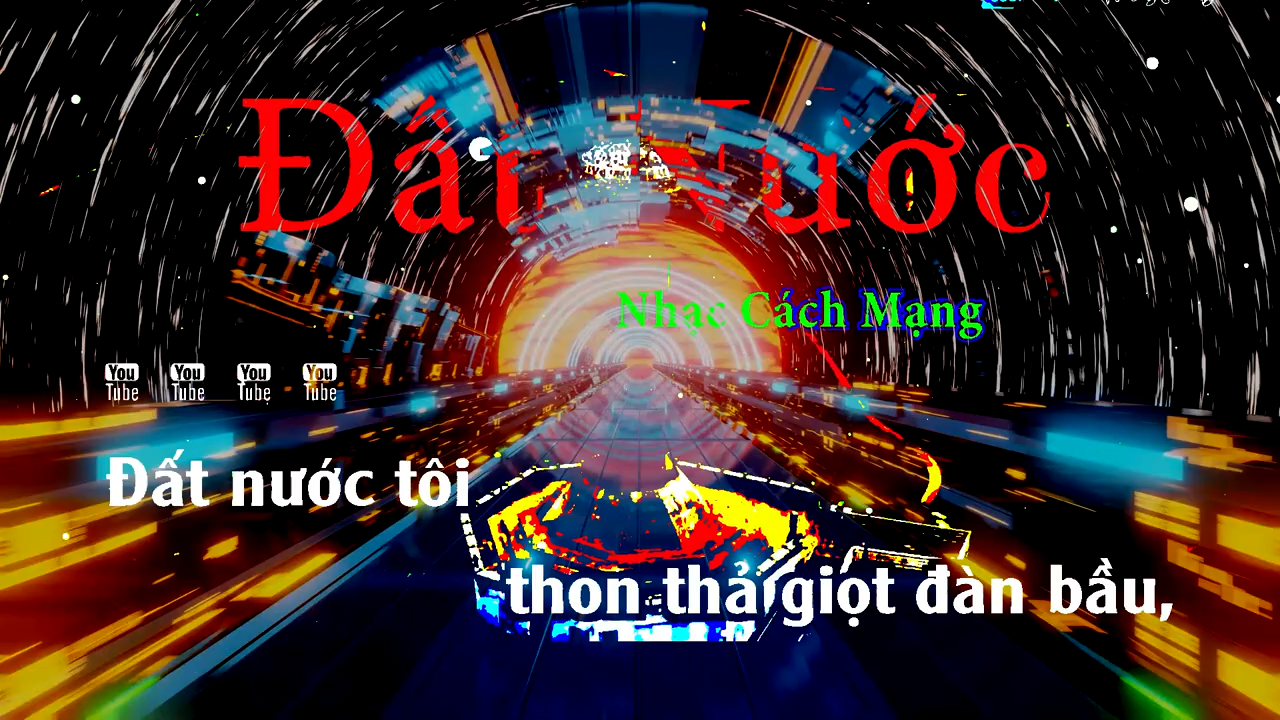 Đất Nước
Nhạc Cách Mạng
You Tube You Tube You Tube You Tube
Đất nước tôi
thon thả giọt đàn bầu,